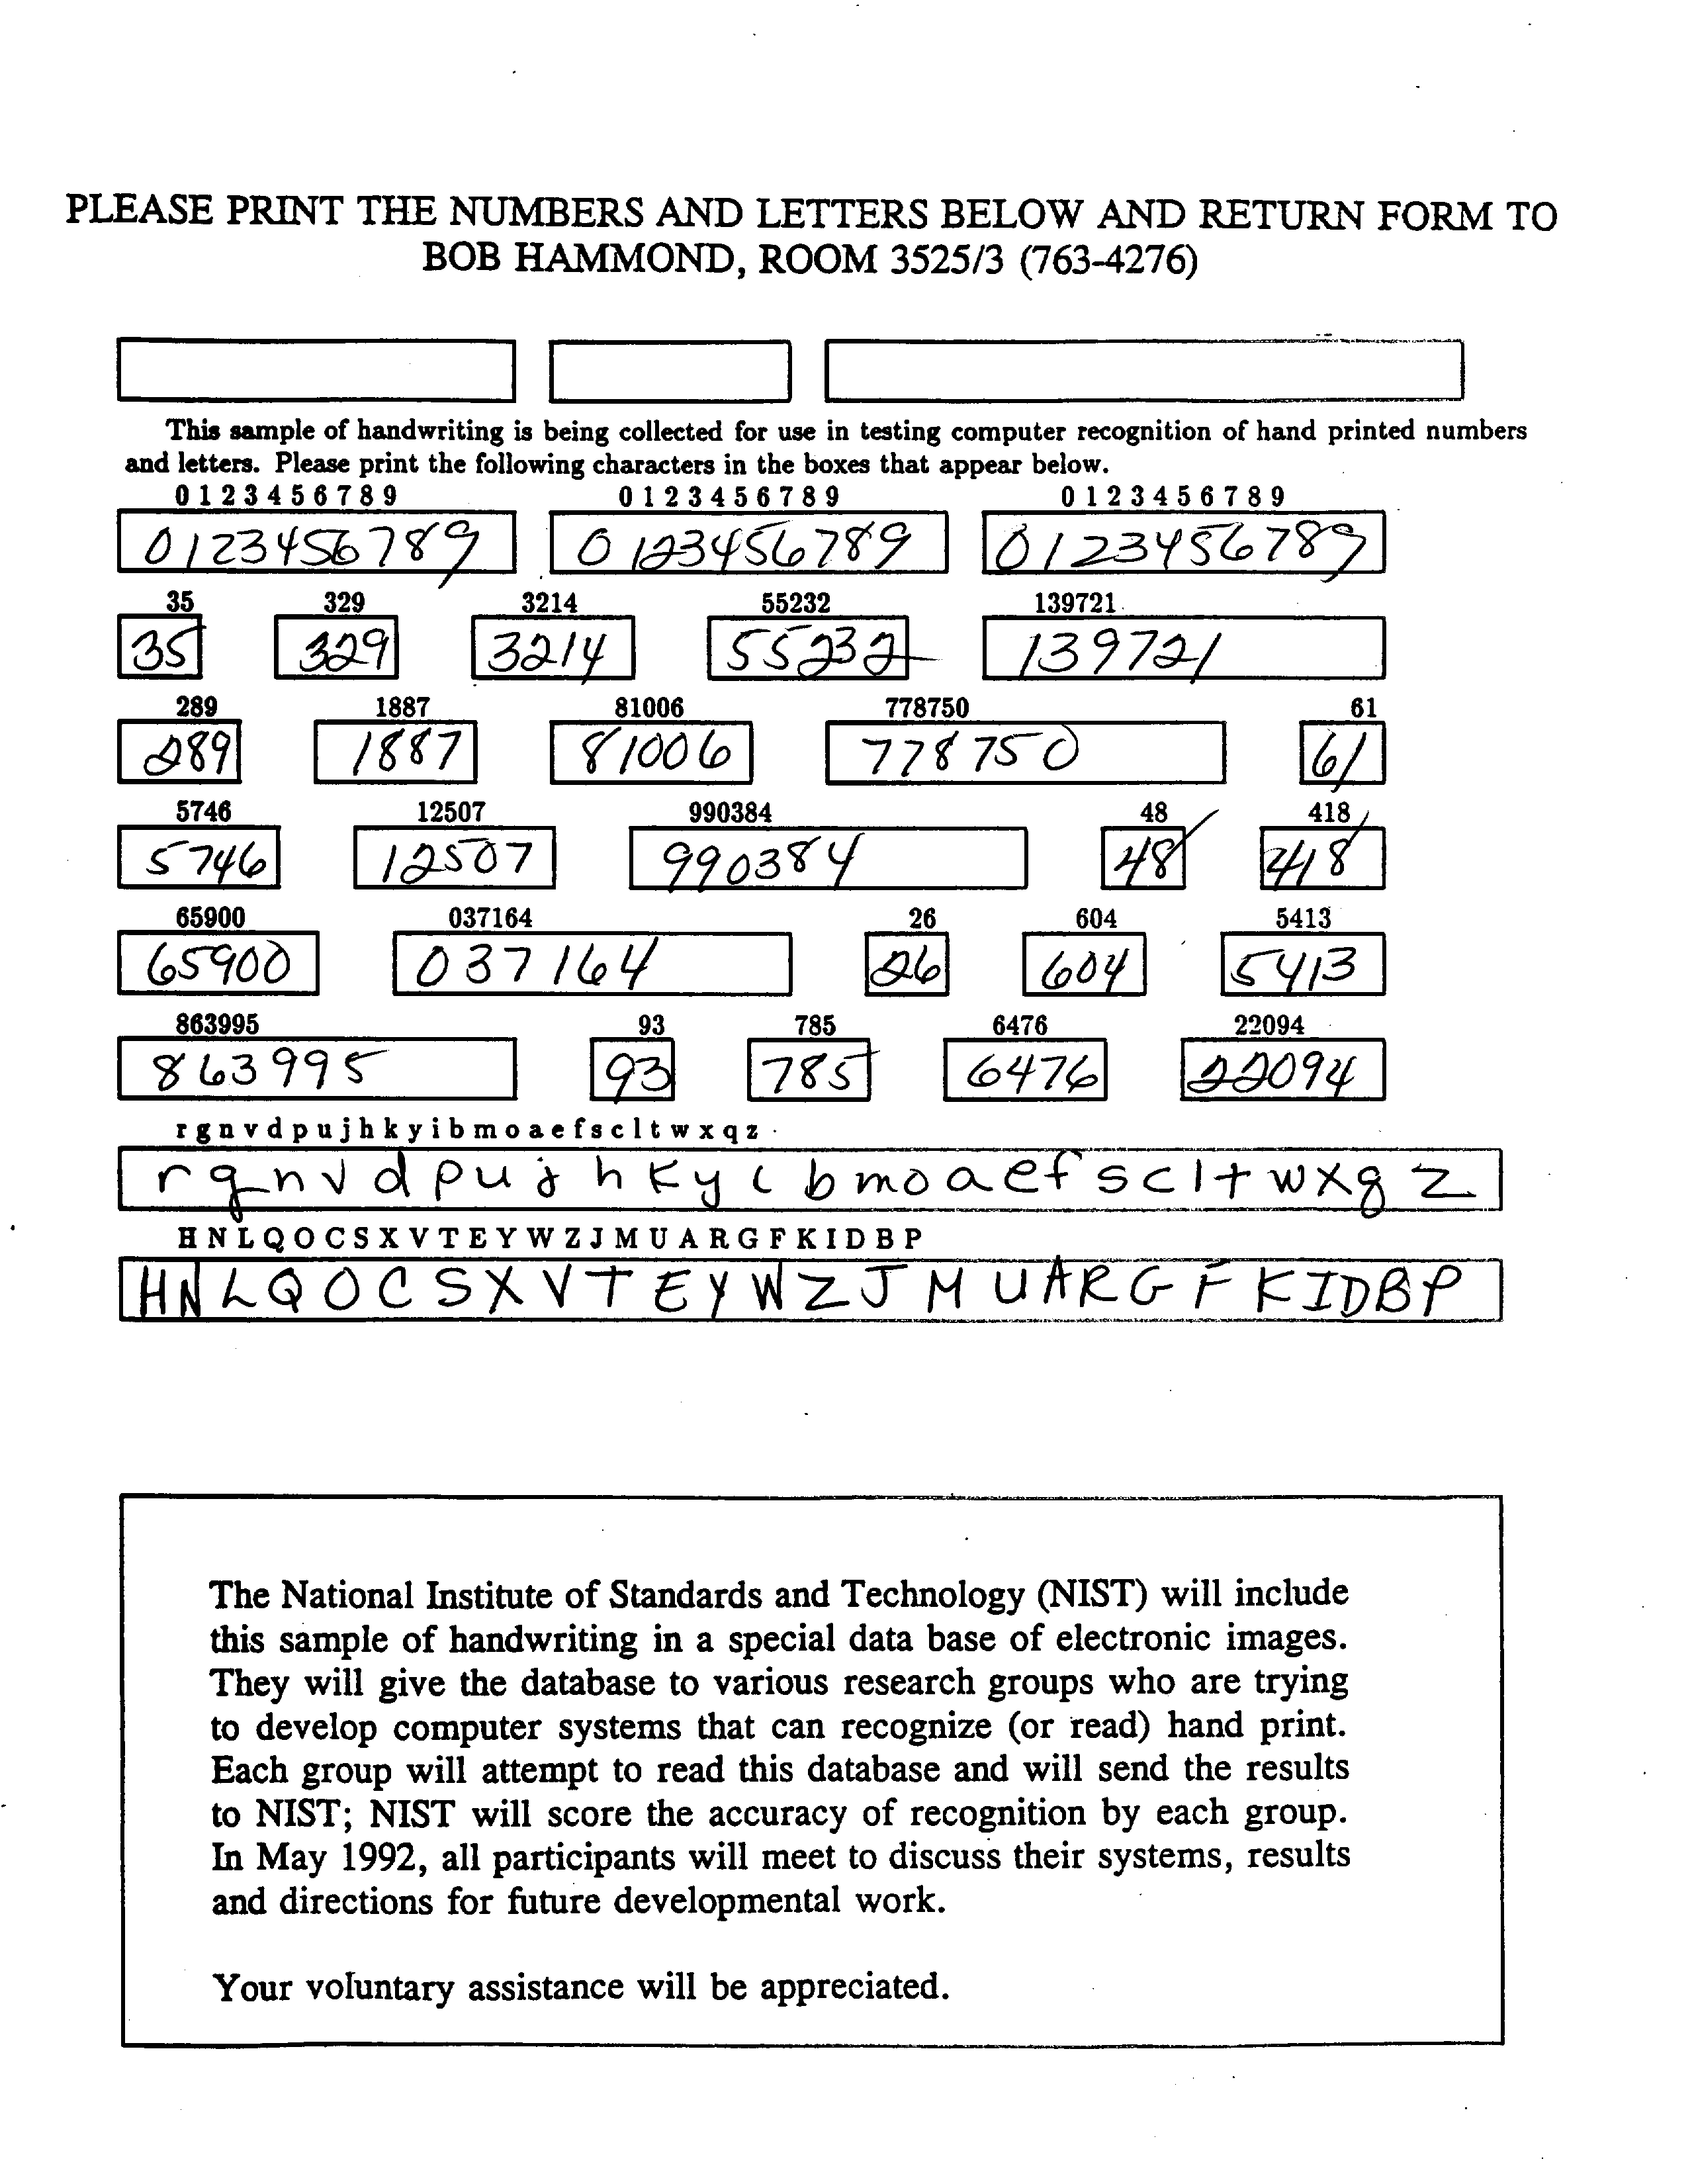 PLEASE PRINT THE NUMBERS AND LETTERS BELOW AND RETURN FORM TO
BOB HAMMOND, ROOM 3525/3 (763-4276)
This sample of handwriting is being collected for use in testing computer recognition of hand printed numbers
and letters. Please print the following characters in the boxes that appear below.
0 1 2 3 4 5 6 7 8 9 0 1 2 3 4 5 6 7 8 9 0 1 2 3 4 5 6 7 8 9
0123456789 0123456789 0123456789
35 329 3214 55232 139721
35 329 3214 55232 139721
289 1887 81006 778750 61
289 1887 81006 778750 61
5746 12507 990384 48 418
5746 12507 990384 48 418
65900 037164 26 604 5413
65900 037164 26 604 5413
863995 93 785 6476 22094
863995 93 785 6476 22094
r g n v d p u j h k y i b m o a e f s c l t w x q z
r g n v d p u j h k y i b m o a e f s c l t w x q z
H N L Q O C S X V T E Y W Z J M U A R G F K I D B P
H N L Q O C S X V T E Y W Z J M U A R G F K I D B P
The National Institute of Standards and Technology (NIST) will include
this sample of handwriting in a special data base of electronic images.
They will give the database to various research groups who are trying
to develop computer systems that can recognize (or read) hand print.
Each group will attempt to read this database and will send the results
to NIST; NIST will score the accuracy of recognition by each group.
In May 1992, all participants will meet to discuss their systems, results
and directions for future developmental work.
Your voluntary assistance will be appreciated.